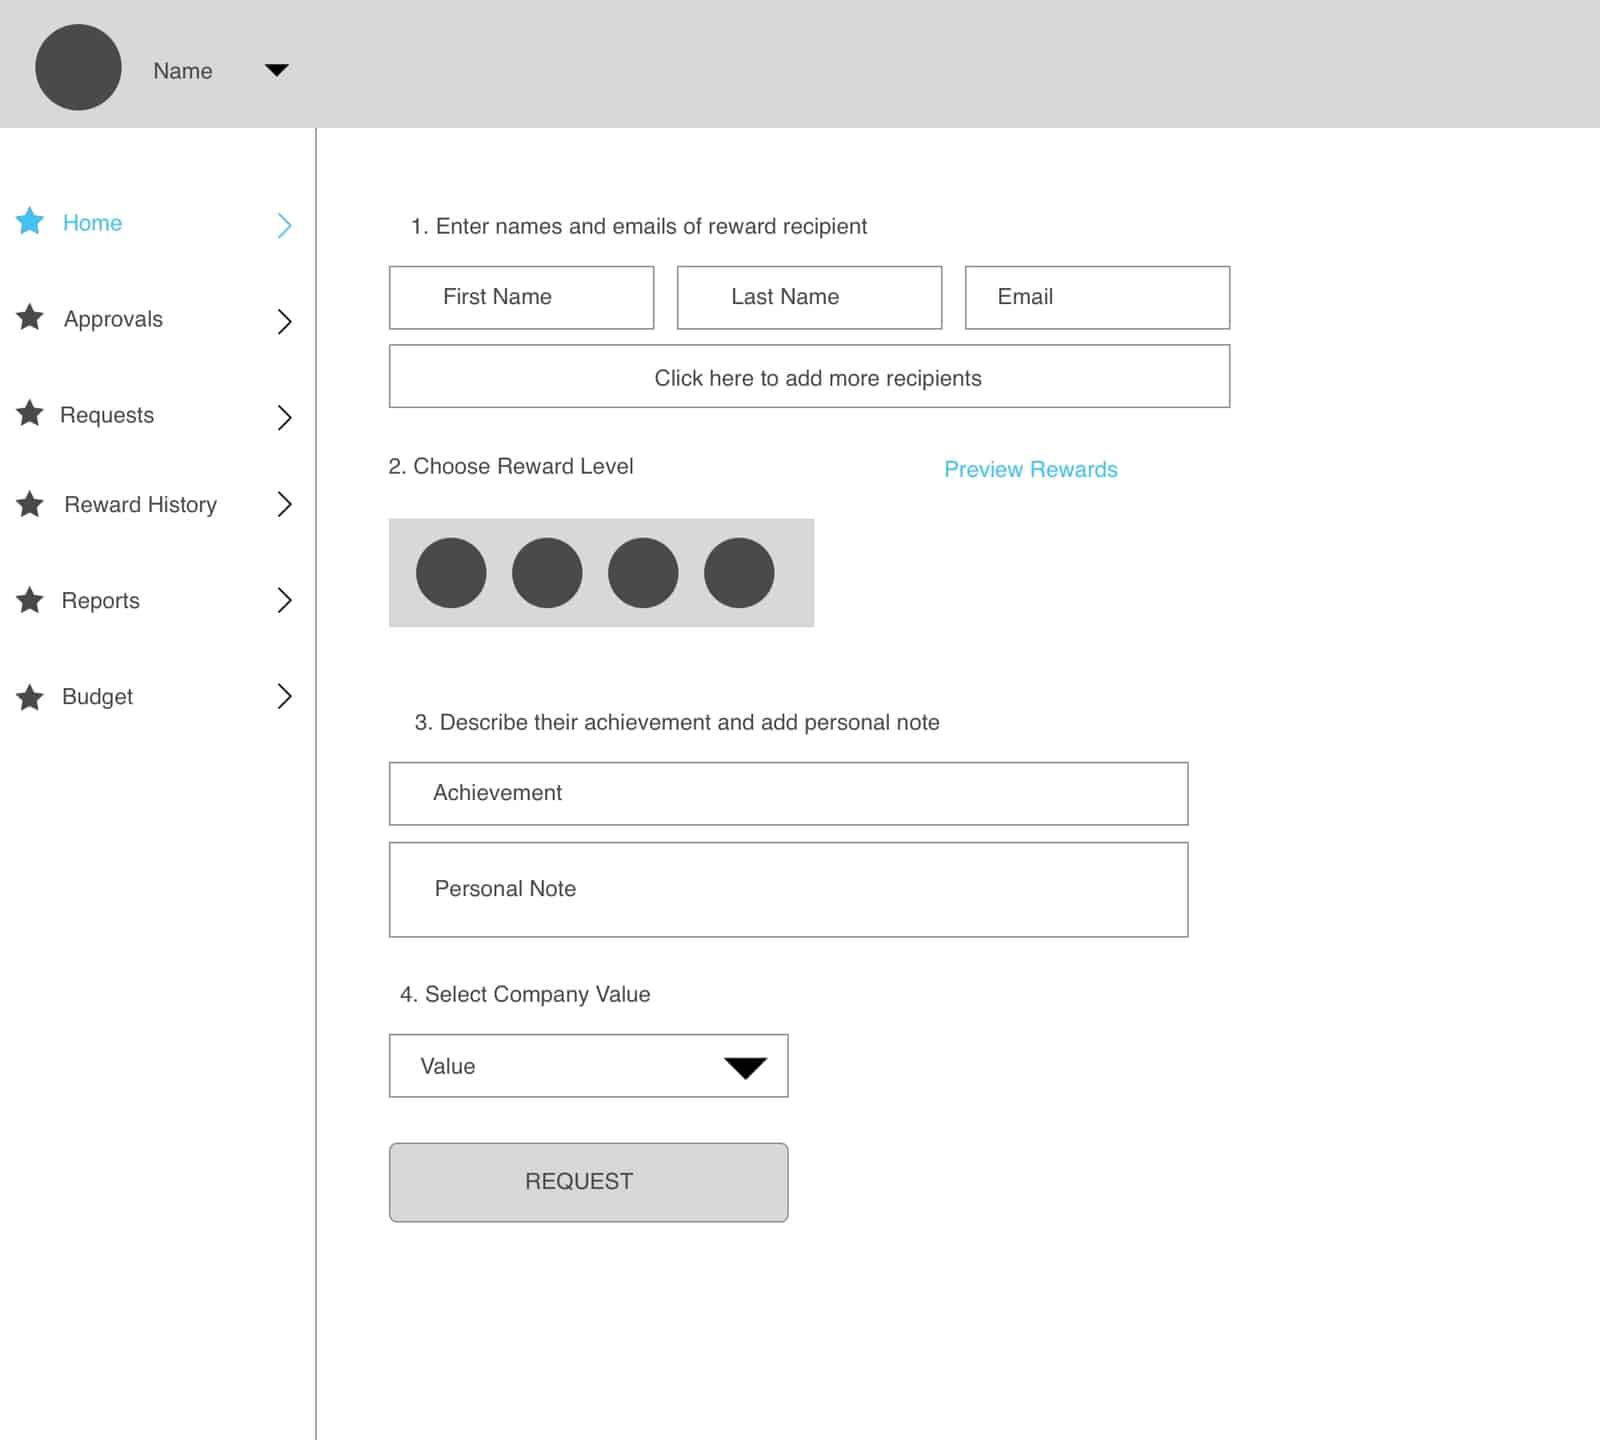 Name
Home
Approvals
Requests
Reward History
Reports
Budget
1. Enter names and emails of reward recipient
First Name
Last Name
Email
Click here to add more recipients
2. Choose Reward Level
Preview Rewards
3. Describe their achievement and add personal note
Achievement
Personal Note
4. Select Company Value
Value
REQUEST